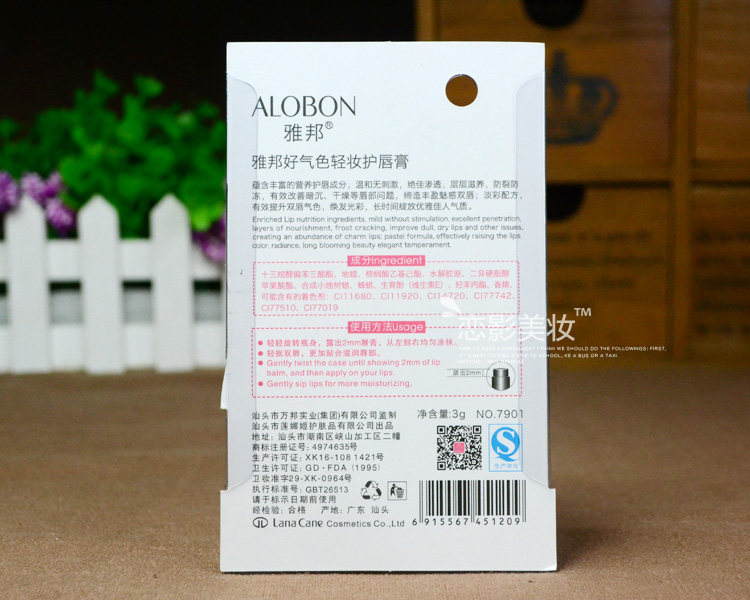 ALOBON
雅邦®
雅邦好气色轻妆护唇膏
蕴含丰富的营养护唇成分，温和无刺激，绝佳渗透，层层滋养，防裂防
冻，有效改善暗沉、干燥等唇部问题，缔造丰盈魅感双唇；淡彩配方，
有效提升双唇气色，焕发光彩，长时间绽放优雅佳人气质。
Enriched Lip nutrition ingredients, mild without stimulation, excellent penetration,
layers of nourishment, frost cracking, improve dull, dry lips and other issues,
creating an abundance of charm lips; pastel formula, effectively raising the lips
color, radiance, long blooming beauty elegant temperament.
成分Ingredient
十三烷醇偏苯三酸酯、地蜡、棕榈酸乙基己酯、水解胶原、二异硬脂醇
苹果酸酯、合成小烛树蜡、蜂蜡、生育酚（维生素E）、羟苯丙酯、香精、
可能含有的着色剂：CI11680、CI11920、CI14720、CI77742、
CI77510、CI77019
恋影美妆™
使用方法Usage
轻轻旋转瓶身，露出2mm唇膏，从左到右均匀涂抹。
轻抿双唇，更加贴合滋润唇部。
Gently twist the case until showing 2mm of lip
balm, and then apply on your lips.
Gently sip lips for more moisturizing.
旋出2mm
I THINK WE SHOULD DO THE FOLLOWINGS: FIRST,
汕头市万邦实业(集团)有限公司监制
汕头市莲娜姬护肤品有限公司出品
地址：汕头市潮南区峡山加工区二幢
商标注册证号：4974635号
生产许可证：XK16-108 1421号
卫生许可证：GD·FDA (1995)
卫妆准字29-XK-0964号
执行标准号：GBT26513
请于标示日期前使用
经检验：合格 产地：广东 汕头
LanaCane Cosmetics Co.,Ltd
净含量:3g NO.7901
生产许可
6 915567 451209